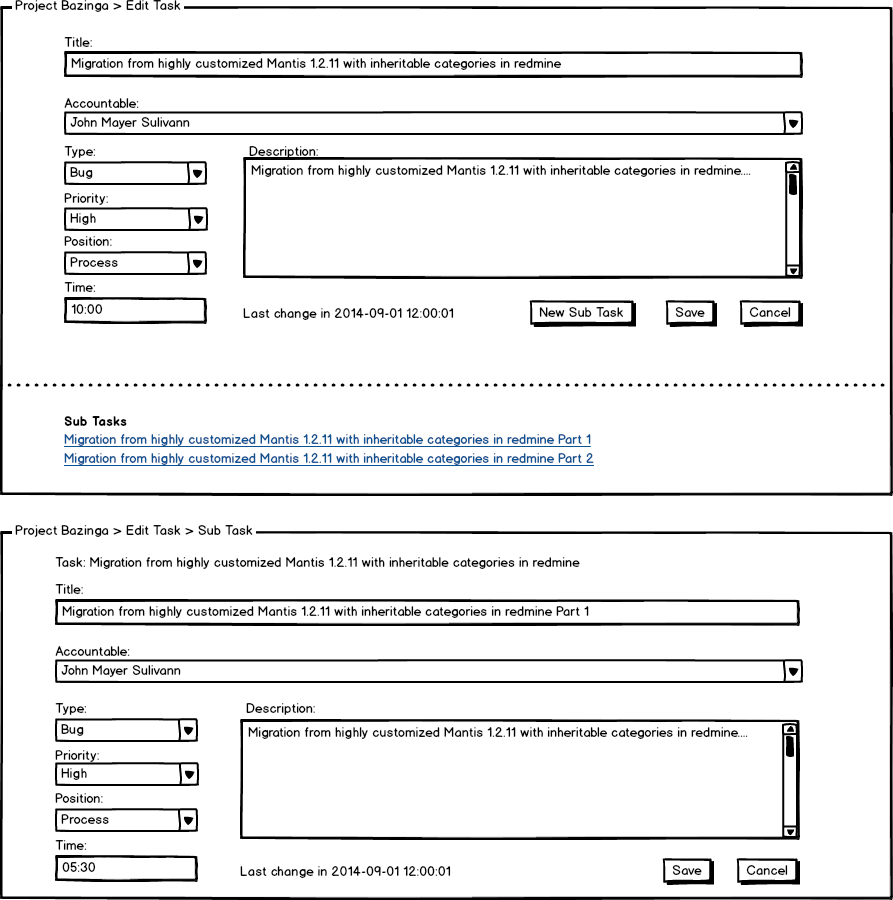 Project Bazinga > Edit Task
Title:
Migration from highly customized Mantis 1.2.11 with inheritable categories in redmine
Accountable:
John Mayer Sulivann
Type:
Description:
Bug
Migration from highly customized Mantis 1.2.11 with inheritable categories in redmine....
Priority:
High
Position:
Process
Time:
10:00
Last change in 2014-09-01 12:00:01
New Sub Task
Save
Cancel
Sub Tasks
Migration from highly customized Mantis 1.2.11 with inheritable categories in redmine Part 1
Migration from highly customized Mantis 1.2.11 with inheritable categories in redmine Part 2
Project Bazinga > Edit Task > Sub Task
Task: Migration from highly customized Mantis 1.2.11 with inheritable categories in redmine
Title:
Migration from highly customized Mantis 1.2.11 with inheritable categories in redmine Part 1
Accountable:
John Mayer Sulivann
Type:
Description:
Bug
Migration from highly customized Mantis 1.2.11 with inheritable categories in redmine....
Priority:
High
Position:
Process
Time:
05:30
Last change in 2014-09-01 12:00:01
Save
Cancel